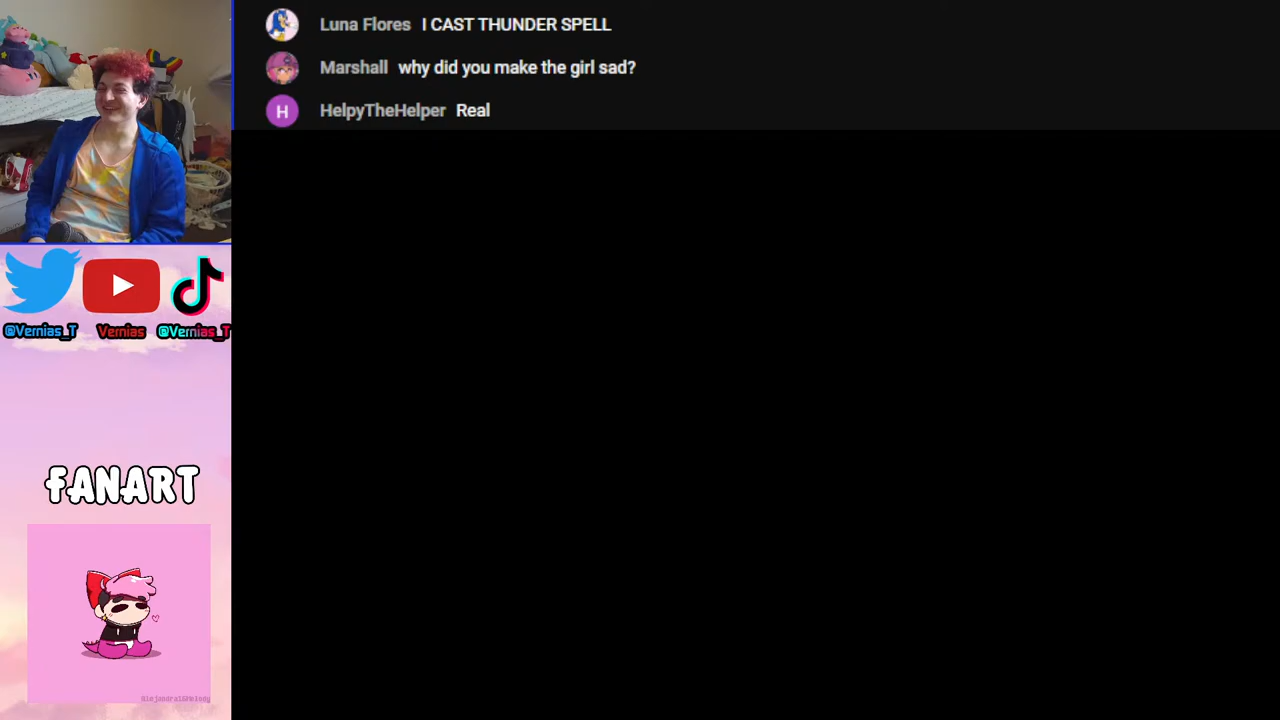 Luna Flores I CAST THUNDER SPELL
Marshall why did you make the girl sad?
H HelpyTheHelper Real
@Vernias_T Vernias @Vernias_T
FANART